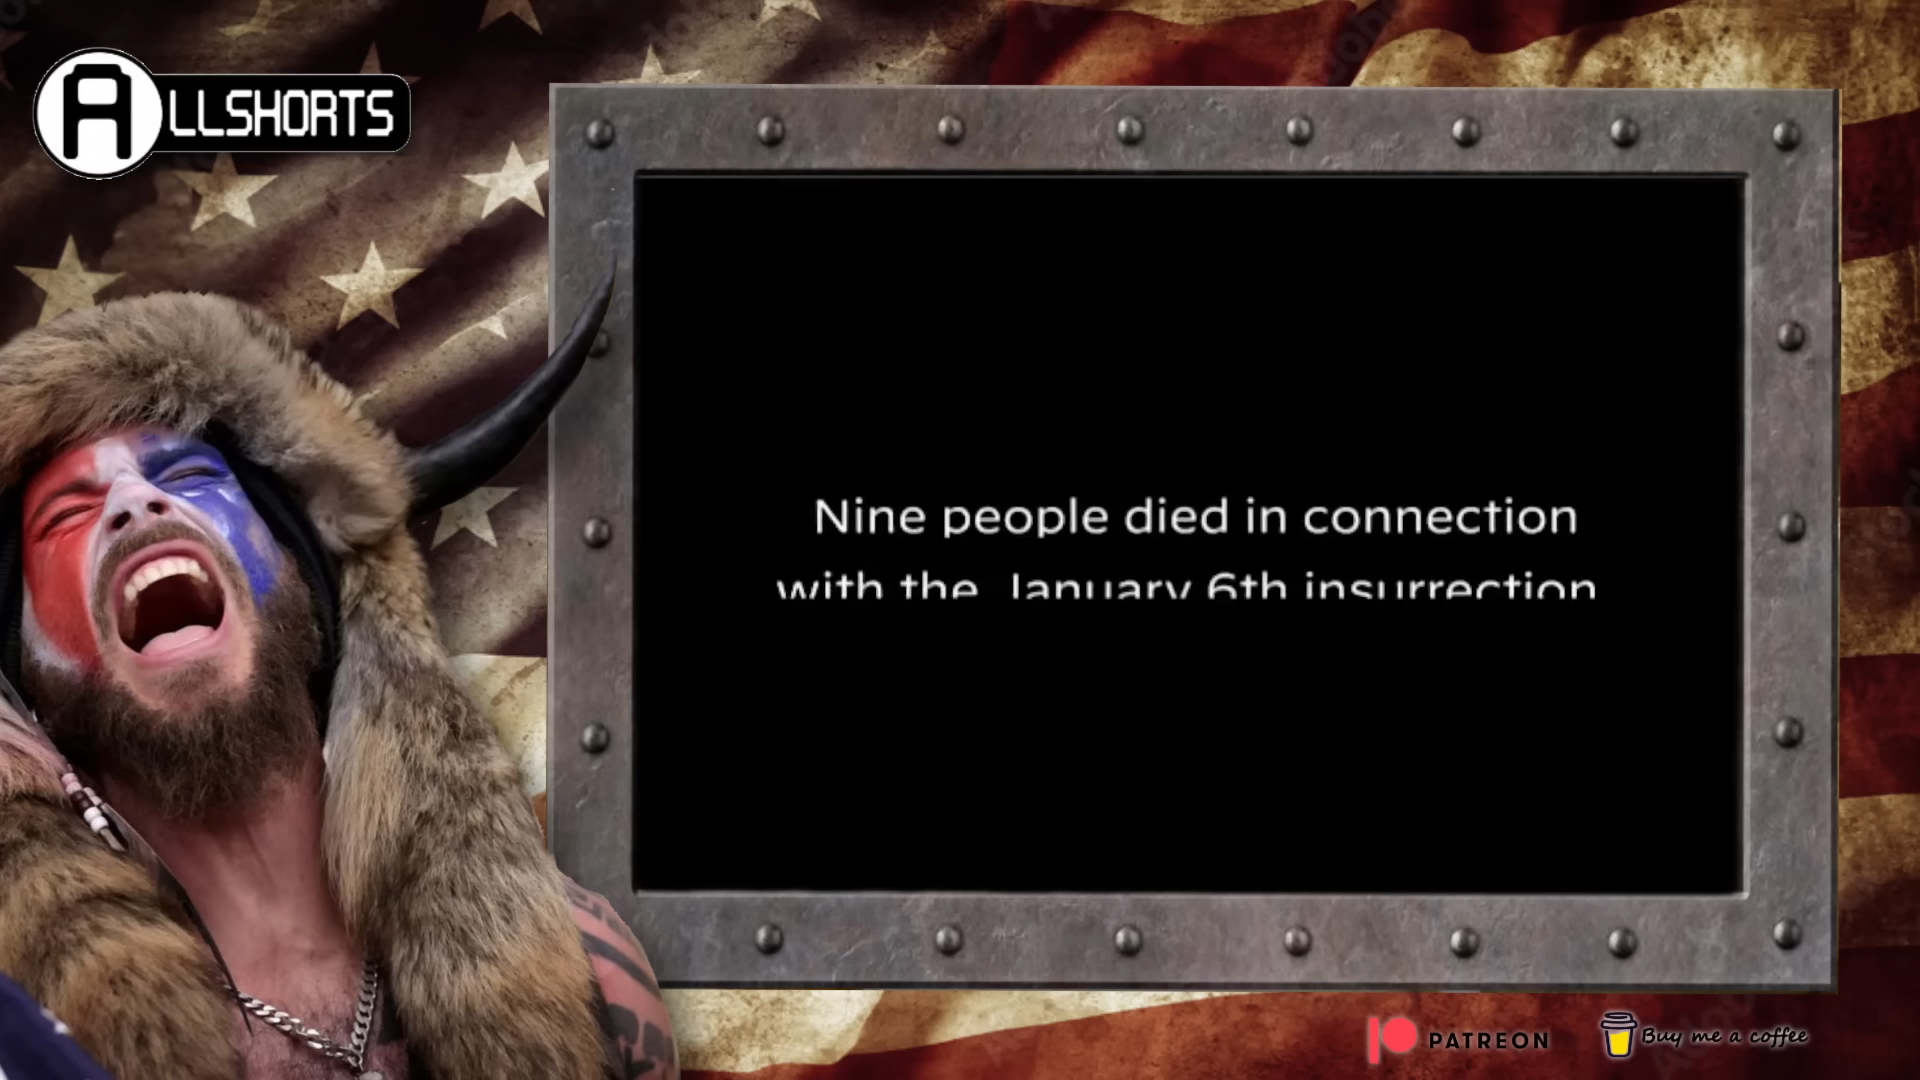 ALLSHORTS
Nine people died in connection
with the January 6th insurrection
PATREON
Buy me a coffee